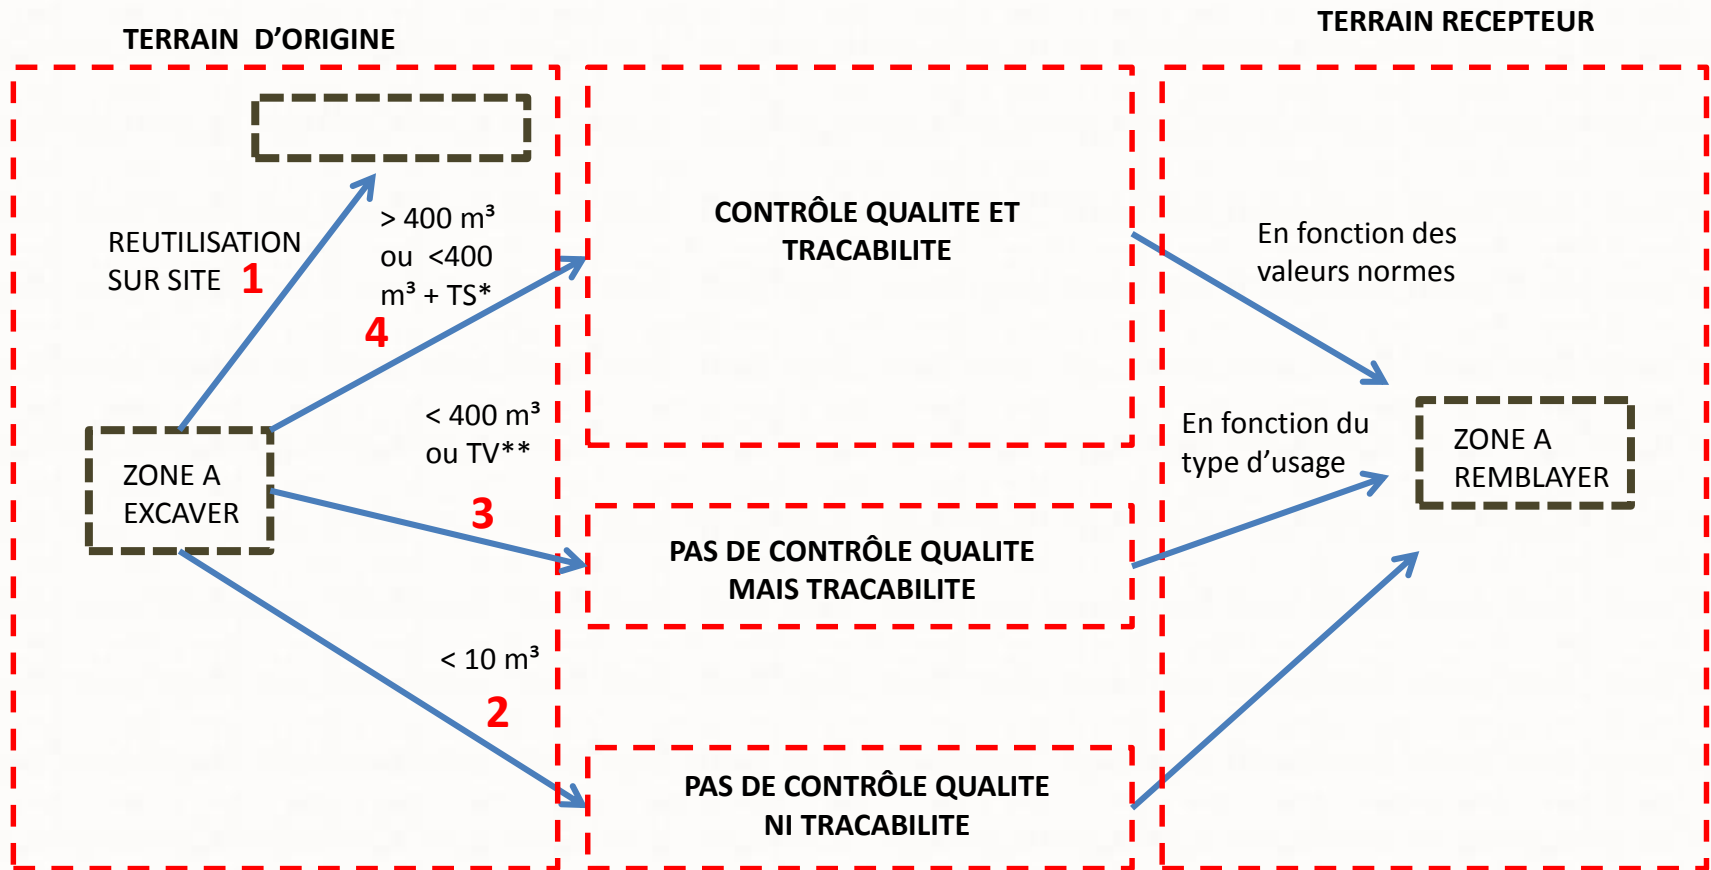 TERRAIN D’ORIGINE
TERRAIN RECEPTEUR
REUTILISATION
SUR SITE 1
> 400 m³
ou <400
m³ + TS*
4
CONTRÔLE QUALITE ET
TRACABILITE
En fonction des
valeurs normes
< 400 m³
ou TV**
3
ZONE A
EXCAVER
PAS DE CONTRÔLE QUALITE
MAIS TRACABILITE
En fonction du
type d’usage
ZONE A
REMBLAYER
< 10 m³
2
PAS DE CONTRÔLE QUALITE
NI TRACABILITE